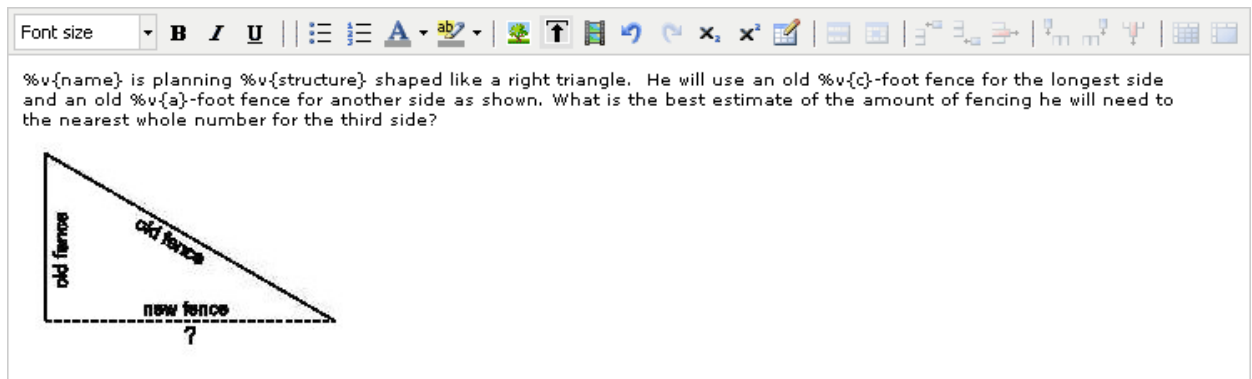 Font size B I U A ab x₂ x²
%v{name} is planning %v{structure} shaped like a right triangle.  He will use an old %v{c}-foot fence for the longest side
and an old %v{a}-foot fence for another side as shown. What is the best estimate of the amount of fencing he will need to
the nearest whole number for the third side?
old fence
old fence
new fence
?